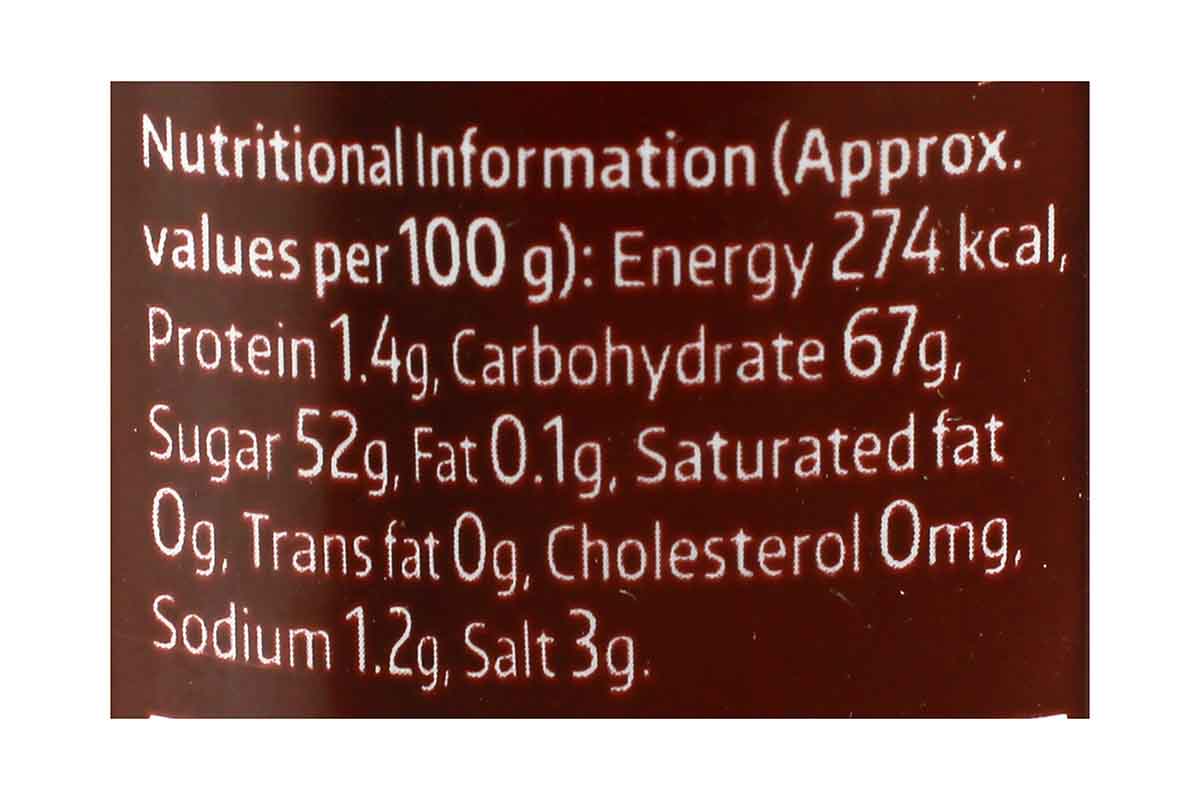 Nutritional Information (Approx.
values per 100 g): Energy 274 kcal,
Protein 1.4g, Carbohydrate 67g,
Sugar 52g, Fat 0.1g, Saturated fat
0g, Trans fat 0g, Cholesterol 0mg,
Sodium 1.2g, Salt 3g.